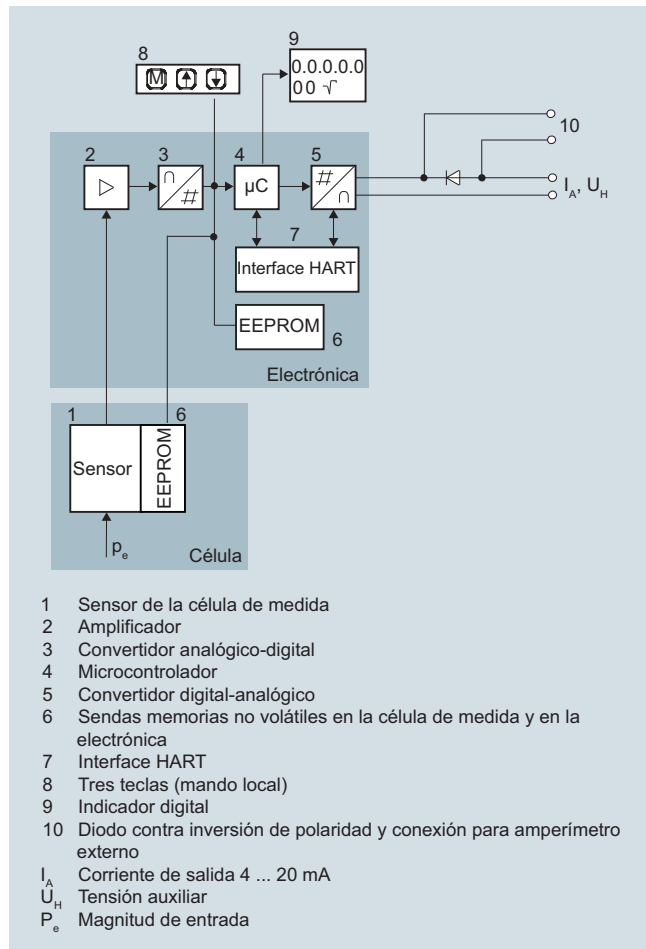 8
9
M
0.0.0.0.0
00 √
10
2
3
4
5
∩
#
µC
#
∩
I_A, U_H
7
Interface HART
EEPROM
6
Electrónica
1
6
Sensor
EEPROM
p_e
Célula
1 Sensor de la célula de medida
2 Amplificador
3 Convertidor analógico-digital
4 Microcontrolador
5 Convertidor digital-analógico
6 Sendas memorias no volátiles en la célula de medida y en la
electrónica
7 Interface HART
8 Tres teclas (mando local)
9 Indicador digital
10 Diodo contra inversión de polaridad y conexión para amperímetro
externo
I_A Corriente de salida 4 ... 20 mA
U_H Tensión auxiliar
P_e Magnitud de entrada